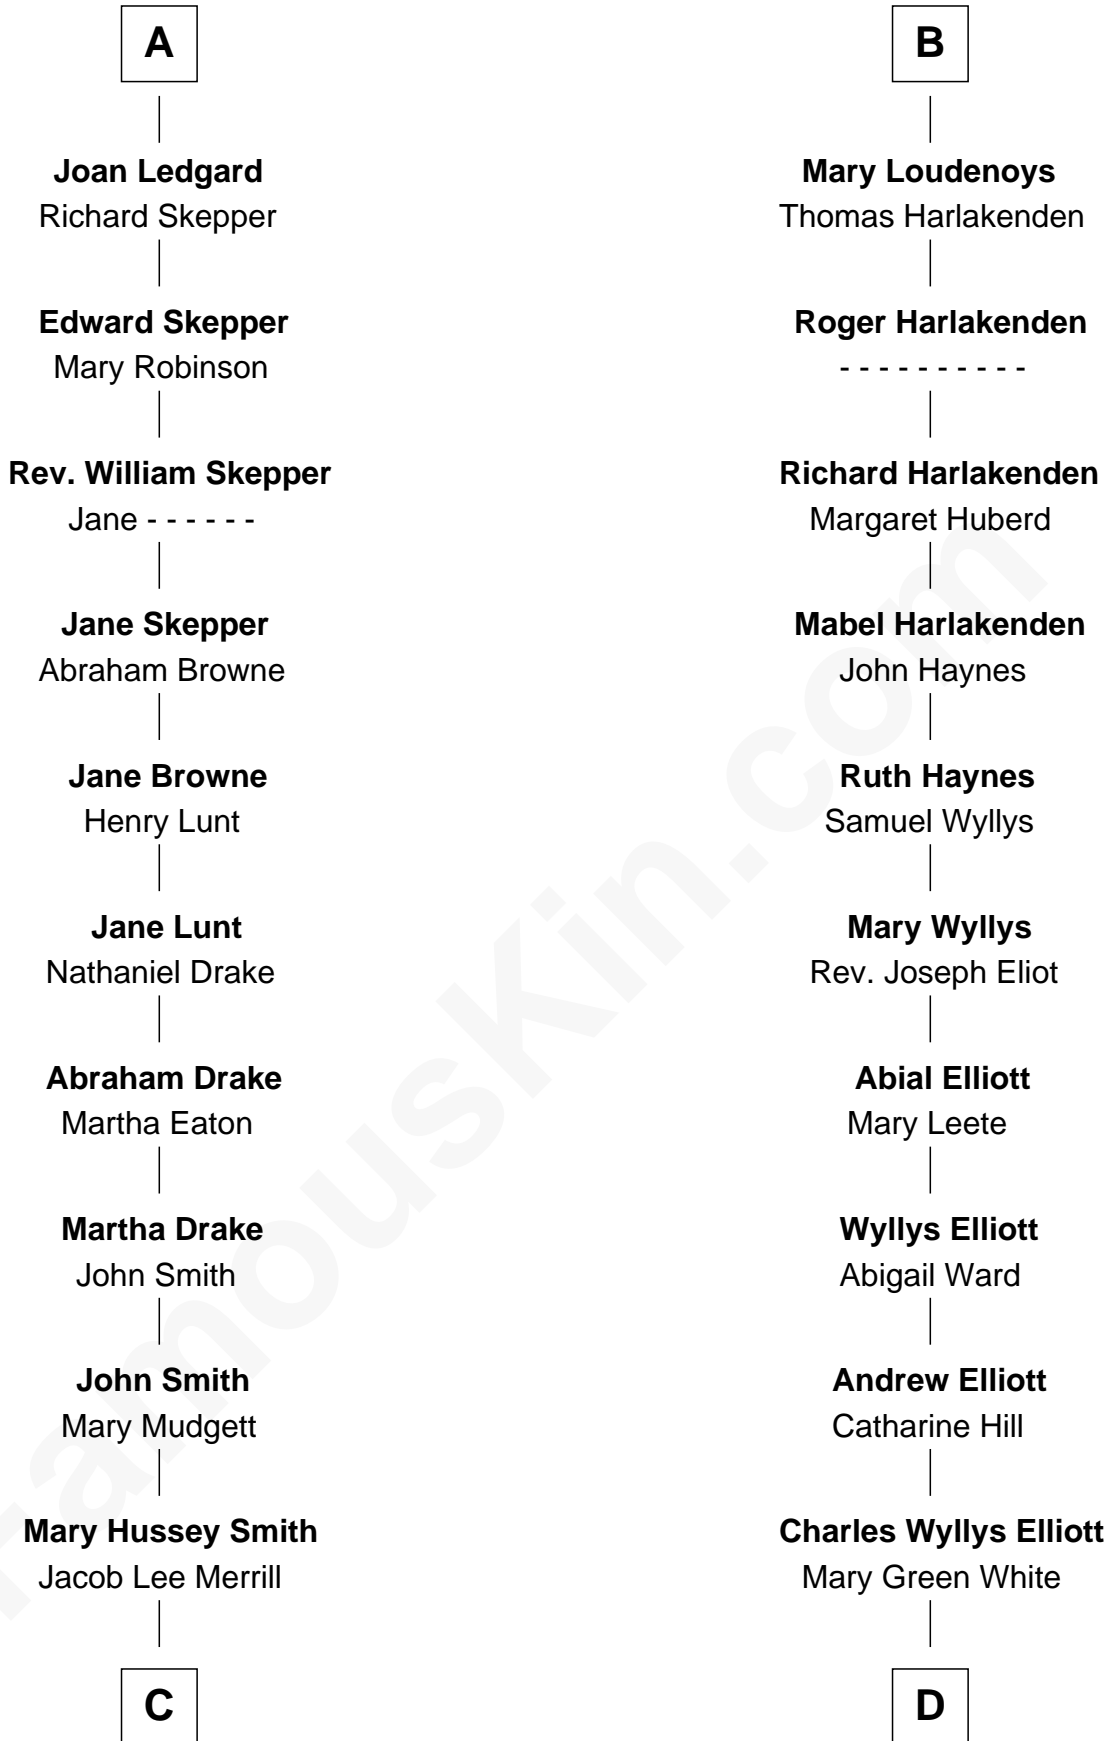 A
Joan Ledgard
Richard Skepper
Edward Skepper
Mary Robinson
Rev. William Skepper
Jane - - - - - -
Jane Skepper
Abraham Browne
Jane Browne
Henry Lunt
Jane Lunt
Nathaniel Drake
Abraham Drake
Martha Eaton
Martha Drake
John Smith
John Smith
Mary Mudgett
Mary Hussey Smith
Jacob Lee Merrill
C
B
Mary Loudenoys
Thomas Harlakenden
Roger Harlakenden
- - - - - - - - - -
Richard Harlakenden
Margaret Huberd
Mabel Harlakenden
John Haynes
Ruth Haynes
Samuel Wyllys
Mary Wyllys
Rev. Joseph Eliot
Abial Elliott
Mary Leete
Wyllys Elliott
Abigail Ward
Andrew Elliott
Catharine Hill
Charles Wyllys Elliott
Mary Green White
D
FamousKin.com